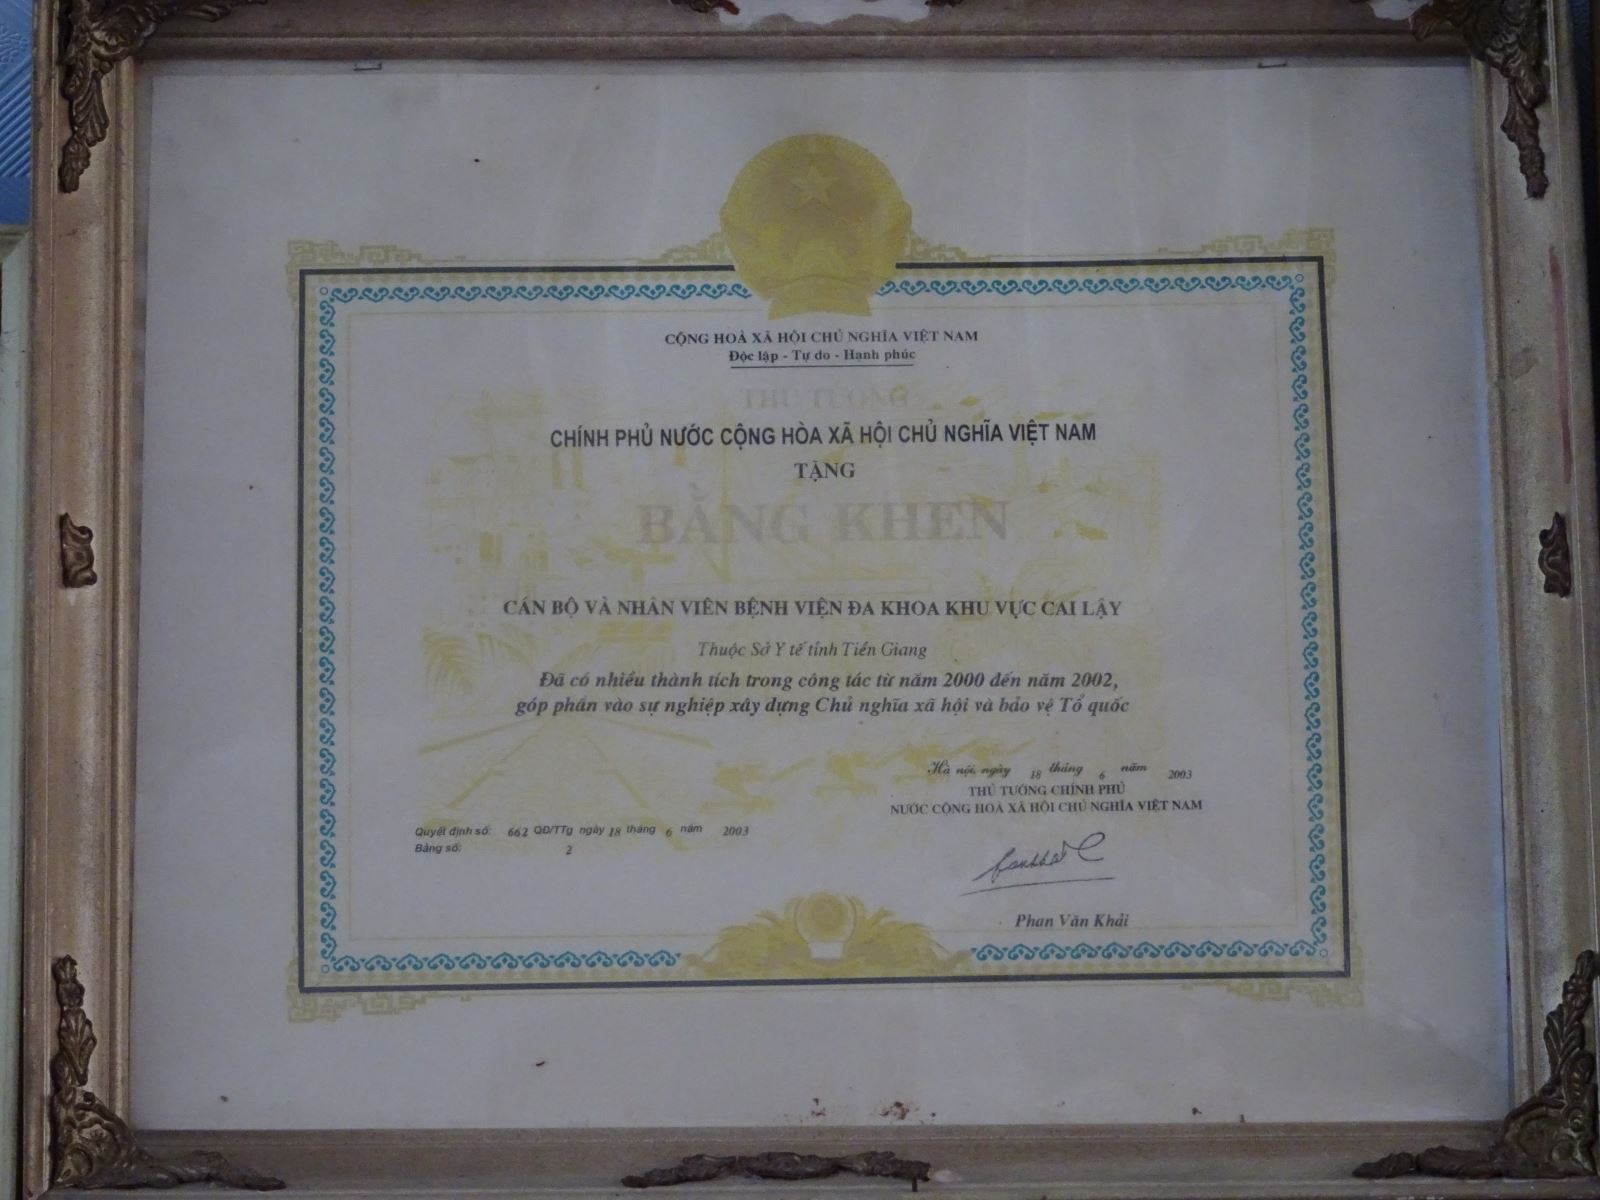 CỘNG HOÀ XÃ HỘI CHỦ NGHĨA VIỆT NAM
Độc lập - Tự do - Hạnh phúc
THỦ TƯỚNG
CHÍNH PHỦ NƯỚC CỘNG HÒA XÃ HỘI CHỦ NGHĨA VIỆT NAM
TẶNG
BẰNG KHEN
CÁN BỘ VÀ NHÂN VIÊN BỆNH VIỆN ĐA KHOA KHU VỰC CAI LẬY
Thuộc Sở Y tế tỉnh Tiền Giang
Đã có nhiều thành tích trong công tác từ năm 2000 đến năm 2002,
góp phần vào sự nghiệp xây dựng Chủ nghĩa xã hội và bảo vệ Tổ quốc
Hà nội, ngày 18 tháng 6 năm 2003
THỦ TƯỚNG CHÍNH PHỦ
NƯỚC CỘNG HOÀ XÃ HỘI CHỦ NGHĨA VIỆT NAM
Quyết định số: 662 QĐ/TTg ngày 18 tháng 6 năm 2003
Bằng số: 2
Phan Văn Khải